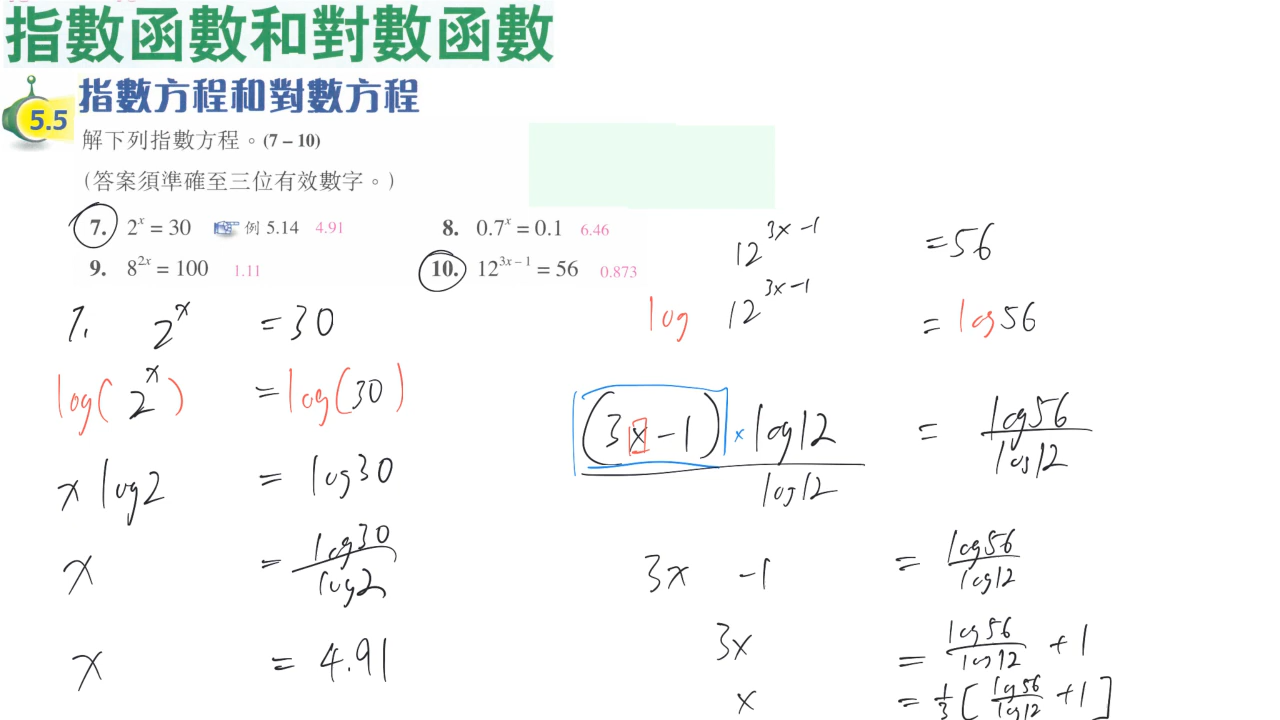 指數函數和對數函數
5.5 指數方程和對數方程
解下列指數方程。(7 – 10)
(答案須準確至三位有效數字。)
7. 2^x = 30 例 5.14 4.91
8. 0.7^x = 0.1 6.46
9. 8^{2x} = 100 1.11
10. 12^{3x – 1} = 56 0.873
7. 2^x = 30
log(2^x) = log(30)
x log2 = log30
x = log30/log2
x = 4.91
12^{3x-1} = 56
log 12^{3x-1} = log56
(3x-1) × log12/log12 = log56/log12
3x -1 = log56/log12
3x = log56/log12 + 1
x = 1/3 [log56/log12 + 1]